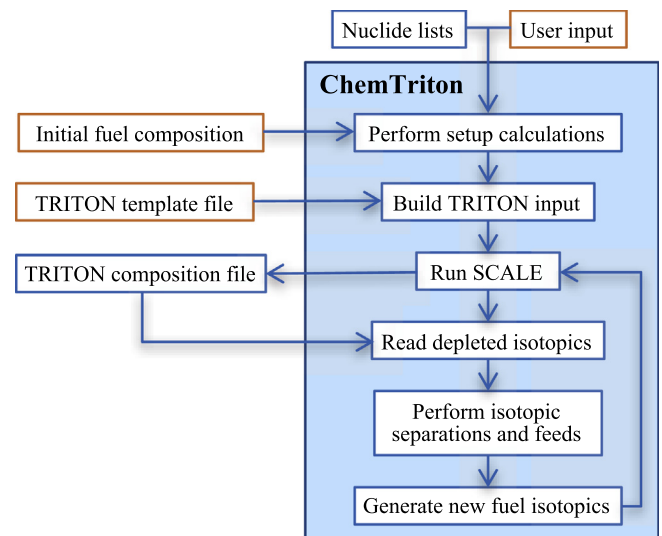 Nuclide lists
User input
ChemTriton
Initial fuel composition
Perform setup calculations
TRITON template file
Build TRITON input
TRITON composition file
Run SCALE
Read depleted isotopics
Perform isotopic
separations and feeds
Generate new fuel isotopics